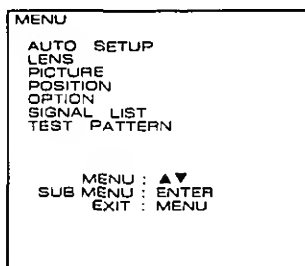 MENU
AUTO SETUP
LENS
PICTURE
POSITION
OPTION
SIGNAL LIST
TEST PATTERN
MENU : ▲▼
SUB MENU : ENTER
EXIT : MENU